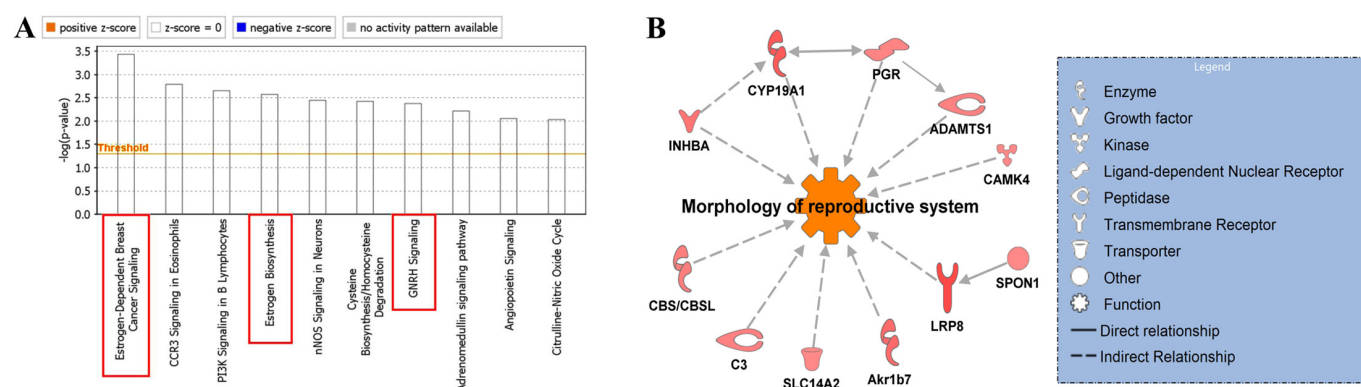 A
positive z-score
z-score = 0
negative z-score
no activity pattern available
-log(p-value)
3.5
3.0
2.5
2.0
1.5
1.0
0.5
0.0
Threshold
Estrogen-Dependent Breast
Cancer Signaling
CCR3 Signaling in Eosinophils
PI3K Signaling in B Lymphocytes
Estrogen Biosynthesis
nNOS Signaling in Neurons
Cysteine
Biosynthesis/Homocysteine
Degradation
GNRH Signaling
Adrenomedullin signaling pathway
Angiopoietin Signaling
Citrulline-Nitric Oxide Cycle
B
CYP19A1
PGR
INHBA
ADAMTS1
CAMK4
Morphology of reproductive system
CBS/CBSL
SPON1
LRP8
C3
SLC14A2
Akr1b7
Legend
Enzyme
Growth factor
Kinase
Ligand-dependent Nuclear Receptor
Peptidase
Transmembrane Receptor
Transporter
Other
Function
Direct relationship
Indirect Relationship